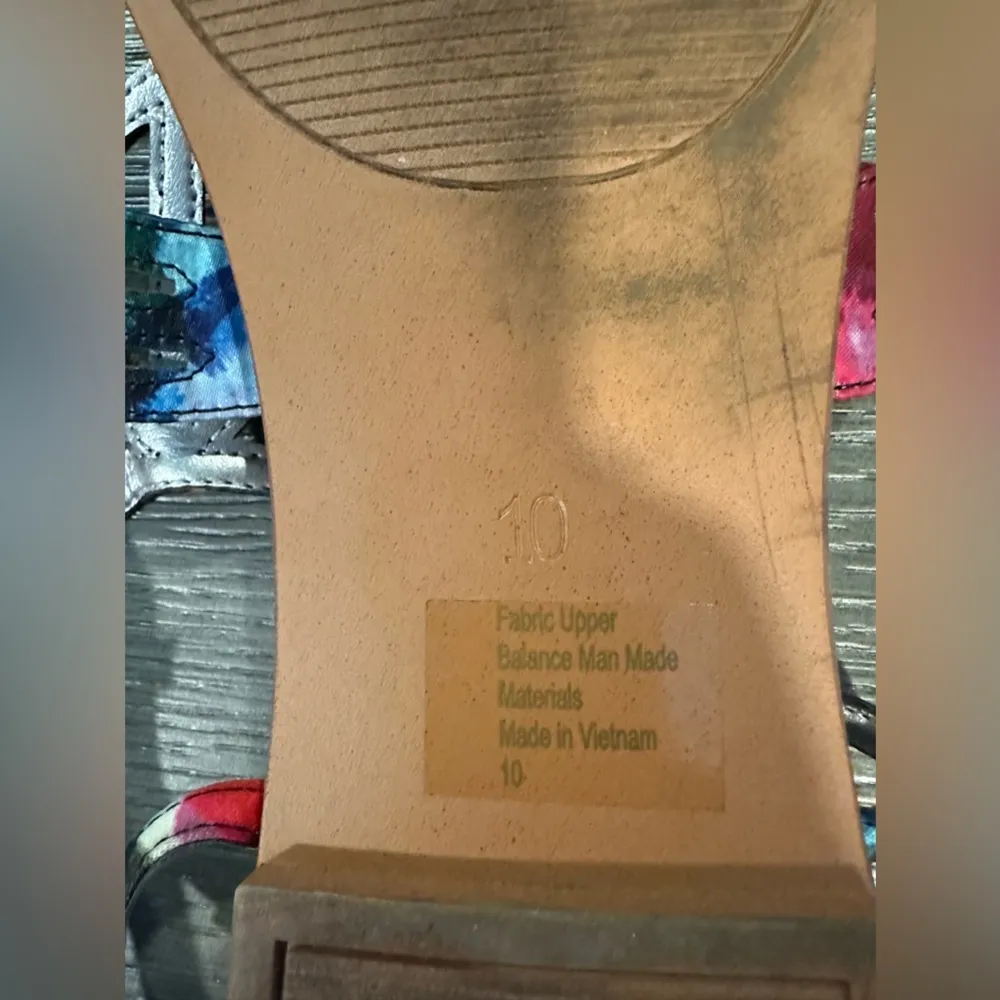 10
Fabric Upper
Balance Man Made
Materials
Made in Vietnam
10